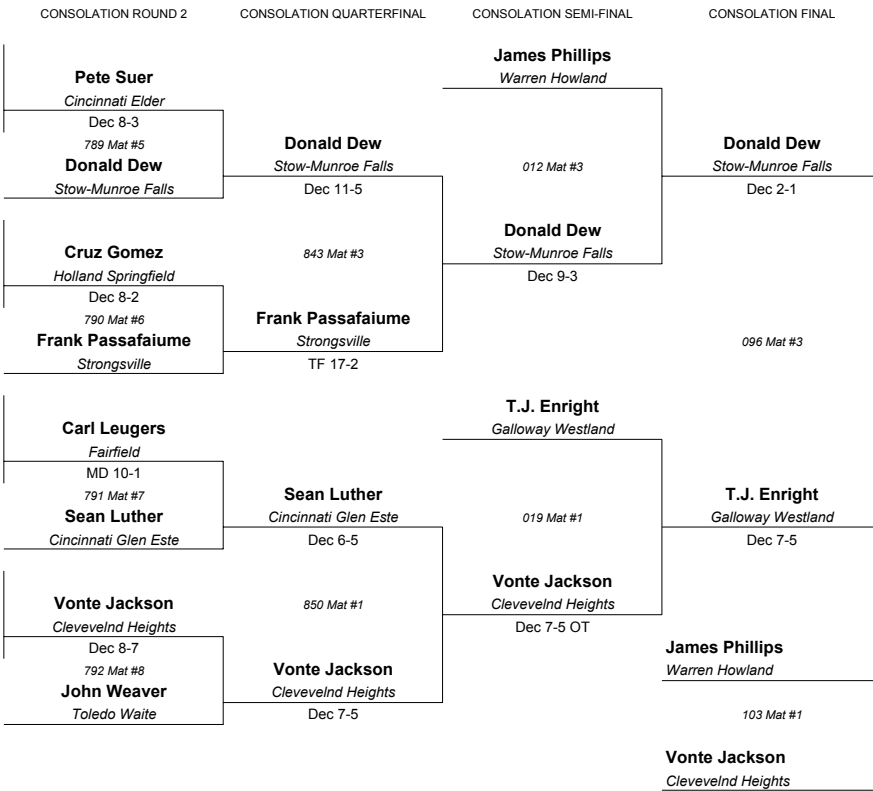 CONSOLATION ROUND 2
CONSOLATION QUARTERFINAL
CONSOLATION SEMI-FINAL
CONSOLATION FINAL
Pete Suer
Cincinnati Elder
Dec 8-3
789 Mat #5
Donald Dew
Stow-Munroe Falls
Cruz Gomez
Holland Springfield
Dec 8-2
790 Mat #6
Frank Passafaiume
Strongsville
Carl Leugers
Fairfield
MD 10-1
791 Mat #7
Sean Luther
Cincinnati Glen Este
Vonte Jackson
Clevevelnd Heights
Dec 8-7
792 Mat #8
John Weaver
Toledo Waite
Donald Dew
Stow-Munroe Falls
Dec 11-5
843 Mat #3
Frank Passafaiume
Strongsville
TF 17-2
Sean Luther
Cincinnati Glen Este
Dec 6-5
850 Mat #1
Vonte Jackson
Clevevelnd Heights
Dec 7-5
James Phillips
Warren Howland
012 Mat #3
Donald Dew
Stow-Munroe Falls
Dec 9-3
T.J. Enright
Galloway Westland
019 Mat #1
Vonte Jackson
Clevevelnd Heights
Dec 7-5 OT
Donald Dew
Stow-Munroe Falls
Dec 2-1
096 Mat #3
T.J. Enright
Galloway Westland
Dec 7-5
James Phillips
Warren Howland
103 Mat #1
Vonte Jackson
Clevevelnd Heights